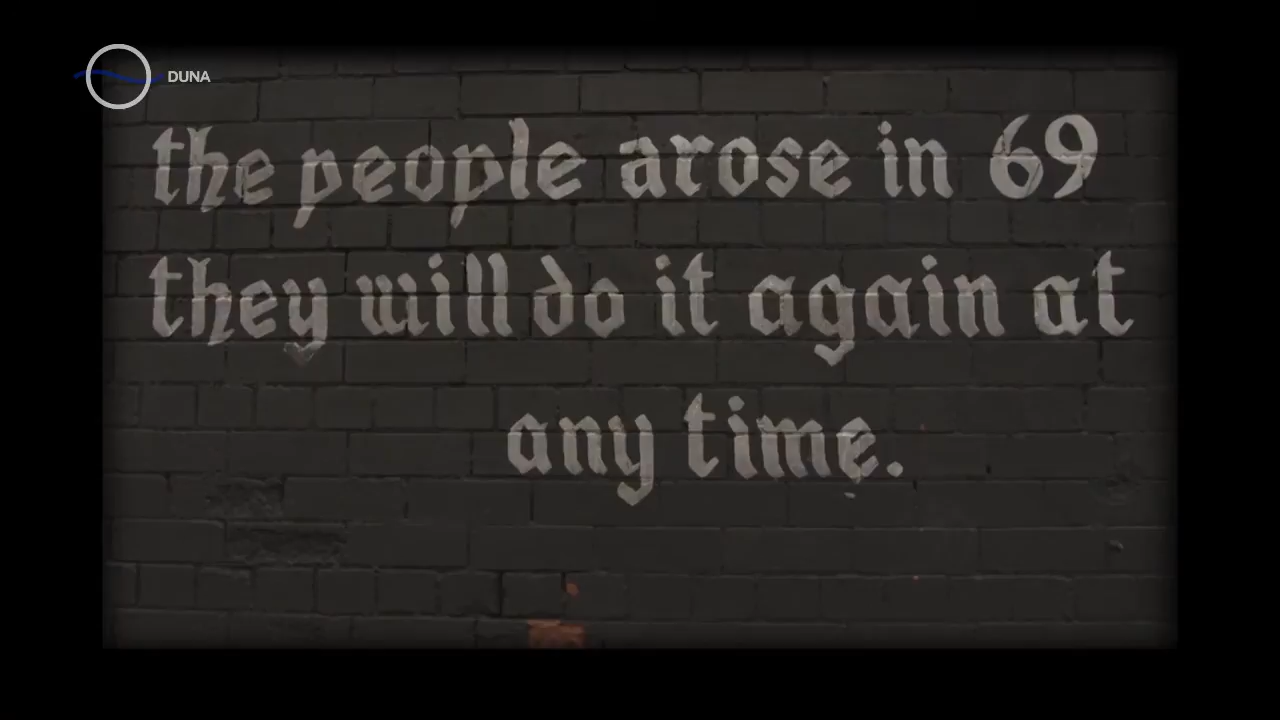 DUNA
the people arose in 69
they will do it again at
any time.